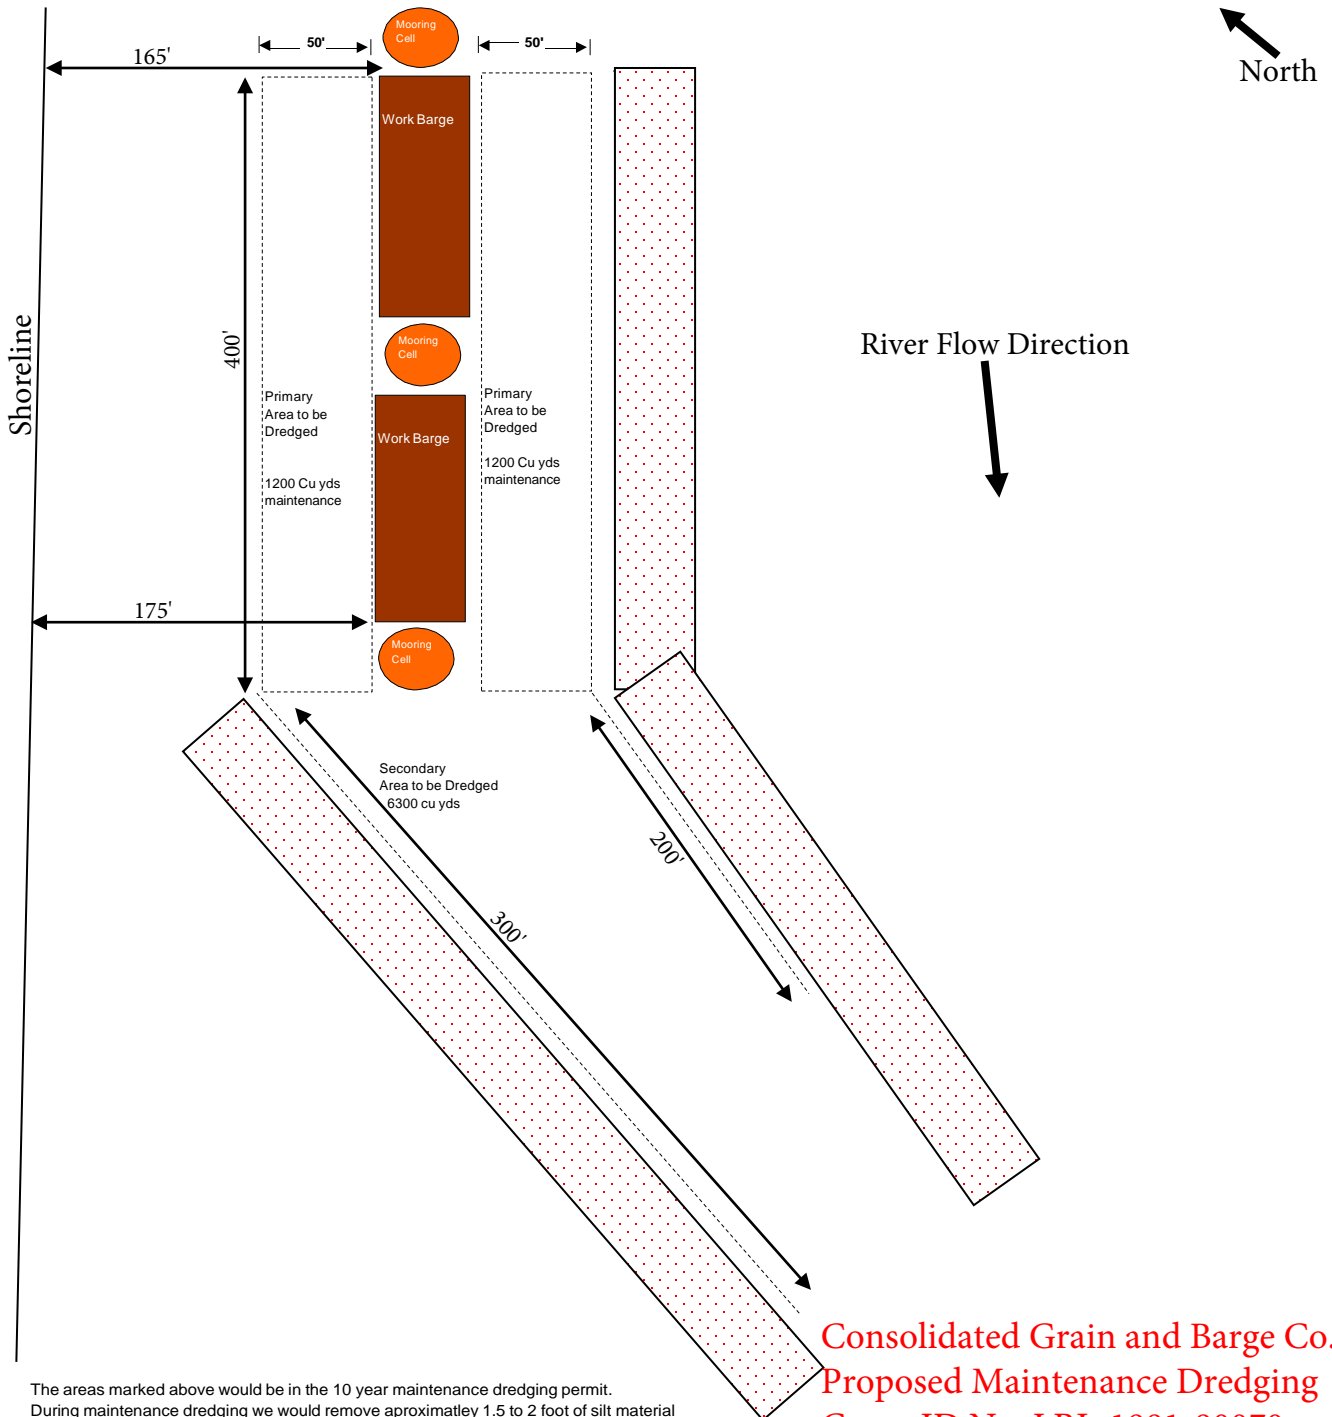 Mooring
Cell
50'
50'
165'
North
Work Barge
Shoreline
400'
Mooring
Cell
River Flow Direction
Primary
Area to be
Dredged
1200 Cu yds
maintenance
Primary
Area to be
Dredged
1200 Cu yds
maintenance
Work Barge
175'
Mooring
Cell
Secondary
Area to be Dredged
6300 cu yds
200'
300'
Consolidated Grain and Barge Co.
Proposed Maintenance Dredging
The areas marked above would be in the 10 year maintenance dredging permit.
During maintenance dredging we would remove aproximatley 1.5 to 2 foot of silt material